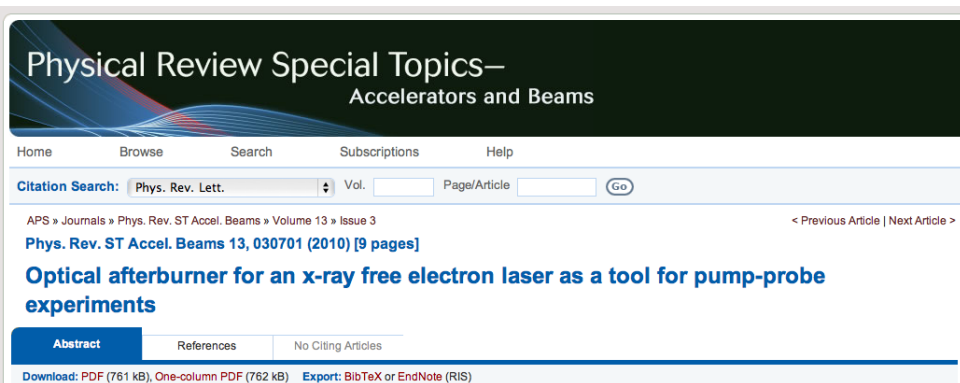 Physical Review Special Topics—
Accelerators and Beams
Home Browse Search Subscriptions Help
Citation Search: Phys. Rev. Lett. Vol. Page/Article Go
APS » Journals » Phys. Rev. ST Accel. Beams » Volume 13 » Issue 3 < Previous Article | Next Article >
Phys. Rev. ST Accel. Beams 13, 030701 (2010) [9 pages]
Optical afterburner for an x-ray free electron laser as a tool for pump-probe
experiments
Abstract References No Citing Articles
Download: PDF (761 kB), One-column PDF (762 kB) Export: BibTeX or EndNote (RIS)